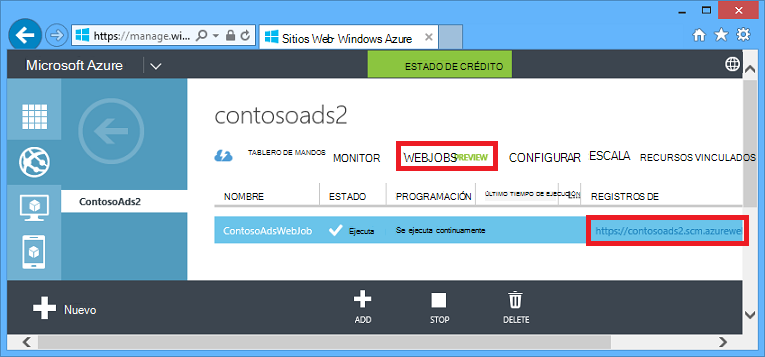 https://manage.wi...
Sitios Web- Windows Azure
Microsoft Azure
ESTADO DE CRÉDITO
contosoads2
TABLERO DE MANDOS MONITOR WEBJOBS PREVIEW CONFIGURAR ESCALA RECURSOS VINCULADOS
ContosoAds2
NOMBRE ESTADO PROGRAMACIÓN ÚLTIMO TIEMPO DE EJECUCIÓN REGISTROS DE
ContosoAdsWebJob Ejecuta Se ejecuta continuamente https://contosoads2.scm.azurewe
Nuevo
ADD STOP DELETE